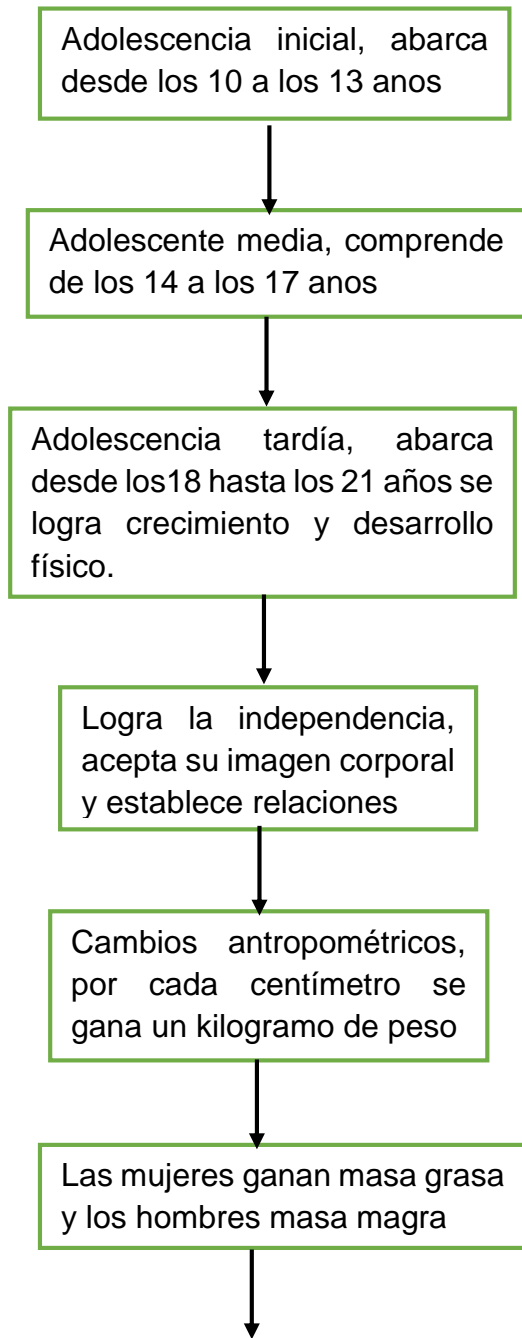 Adolescencia inicial, abarca
desde los 10 a los 13 anos
Adolescente media, comprende
de los 14 a los 17 anos
Adolescencia tardía, abarca
desde los18 hasta los 21 años se
logra crecimiento y desarrollo
físico.
Logra la independencia,
acepta su imagen corporal
y establece relaciones
Cambios antropométricos,
por cada centímetro se
gana un kilogramo de peso
Las mujeres ganan masa grasa
y los hombres masa magra